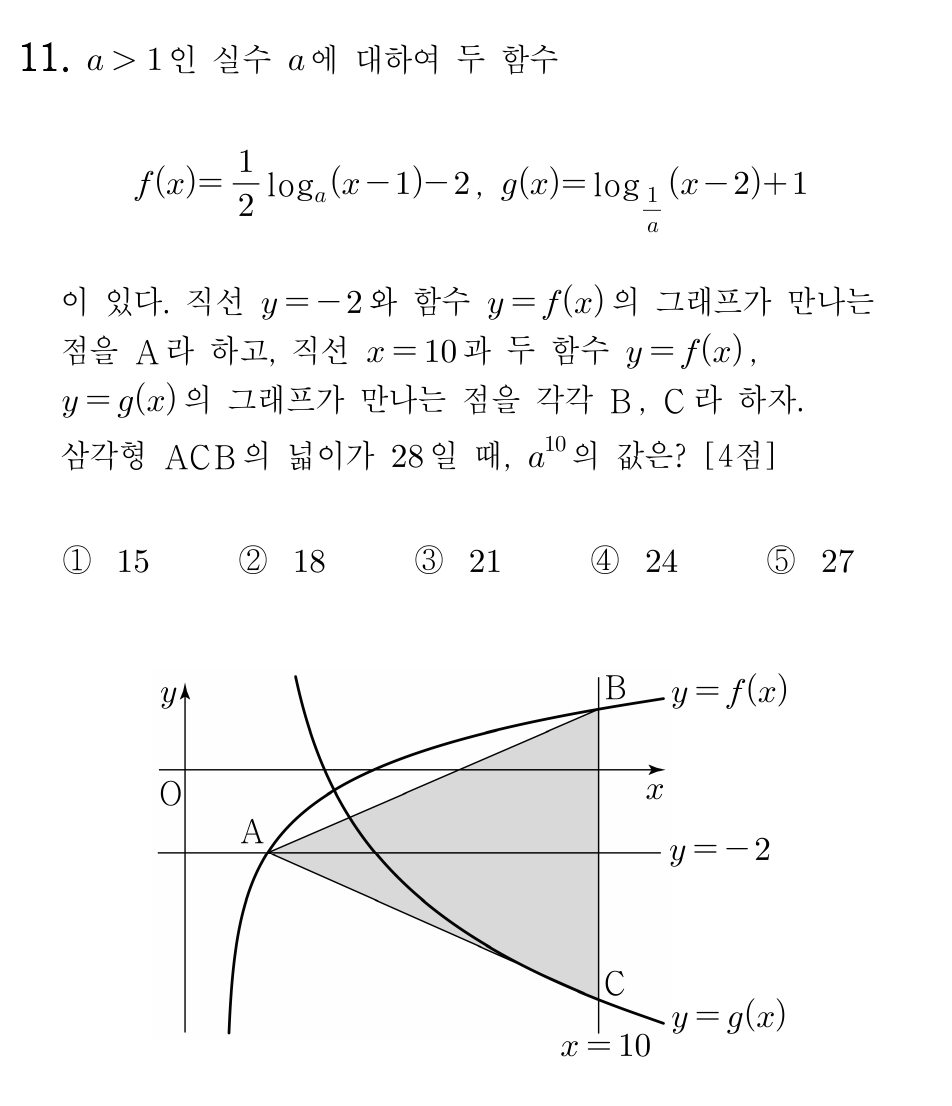 11. a > 1인 실수 a에 대하여 두 함수
f(x)=\frac{1}{2}log_a(x-1)-2, g(x)=log_{\frac{1}{a}}(x-2)+1
이 있다. 직선 y=-2와 함수 y=f(x)의 그래프가 만나는
점을 A라 하고, 직선 x=10과 두 함수 y=f(x),
y=g(x)의 그래프가 만나는 점을 각각 B, C라 하자.
삼각형 ACB의 넓이가 28일 때, a^{10}의 값은? [4점]
① 15 ② 18 ③ 21 ④ 24 ⑤ 27
y
B
y=f(x)
O
x
A
y=-2
C
y=g(x)
x=10